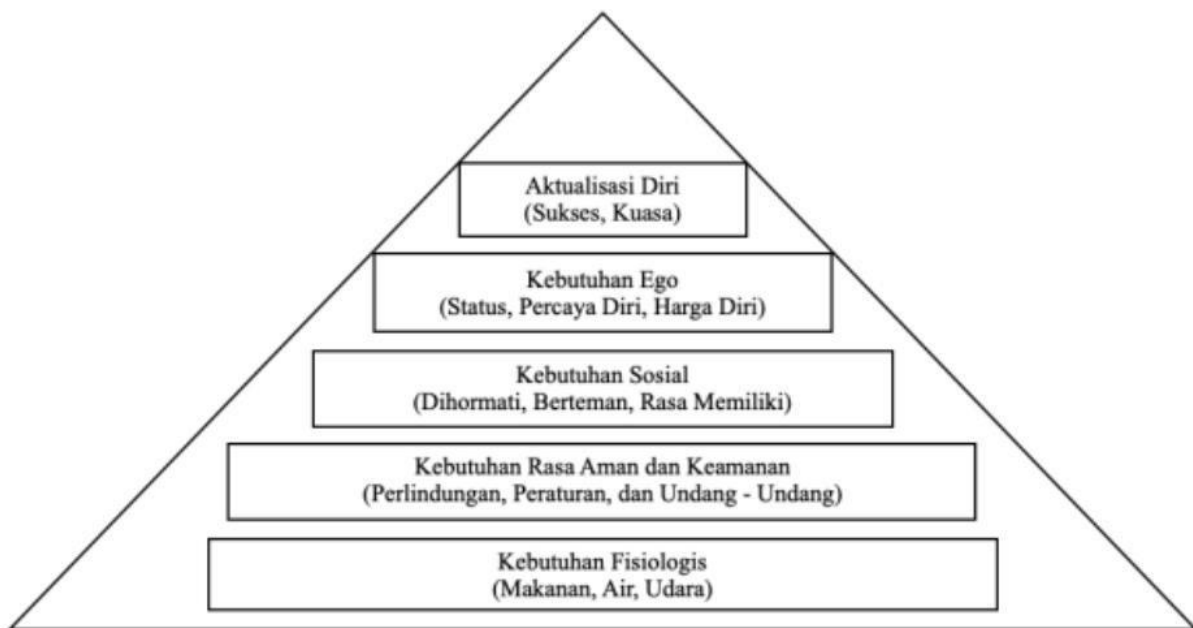 Aktualisasi Diri
(Sukses, Kuasa)
Kebutuhan Ego
(Status, Percaya Diri, Harga Diri)
Kebutuhan Sosial
(Dihormati, Berteman, Rasa Memiliki)
Kebutuhan Rasa Aman dan Keamanan
(Perlindungan, Peraturan, dan Undang - Undang)
Kebutuhan Fisiologis
(Makanan, Air, Udara)